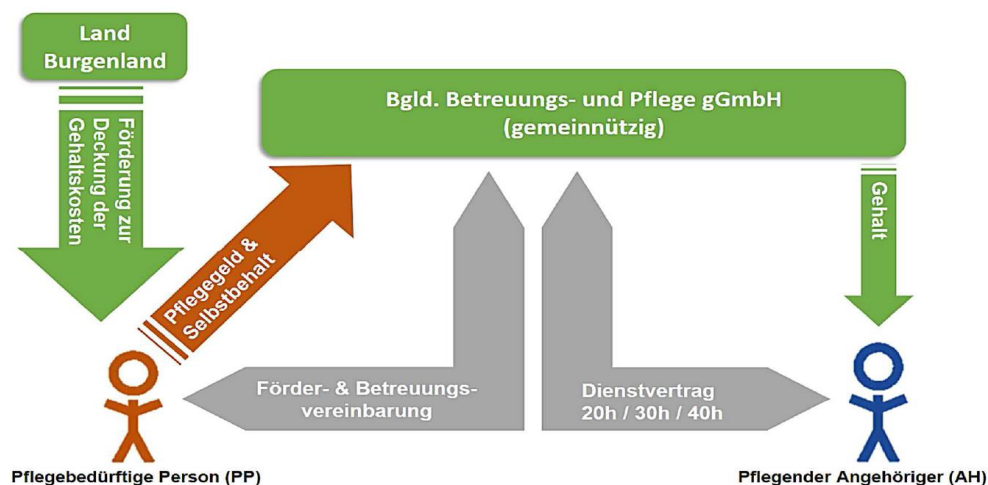 Land
Burgenland
Bgld. Betreuungs- und Pflege gGmbH
(gemeinnützig)
Förderung zur
Deckung der
Gehaltskosten
Pflegegeld &
Selbstbehalt
Gehalt
Förder- & Betreuungs-
vereinbarung
Dienstvertrag
20h / 30h / 40h
Pflegebedürftige Person (PP)
Pflegender Angehöriger (AH)